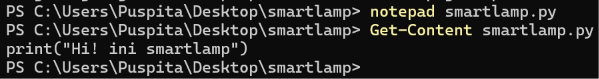 PS C:\Users\Puspita\Desktop\smartlamp> notepad smartlamp.py
PS C:\Users\Puspita\Desktop\smartlamp> Get-Content smartlamp.py
print("Hi! ini smartlamp")
PS C:\Users\Puspita\Desktop\smartlamp>